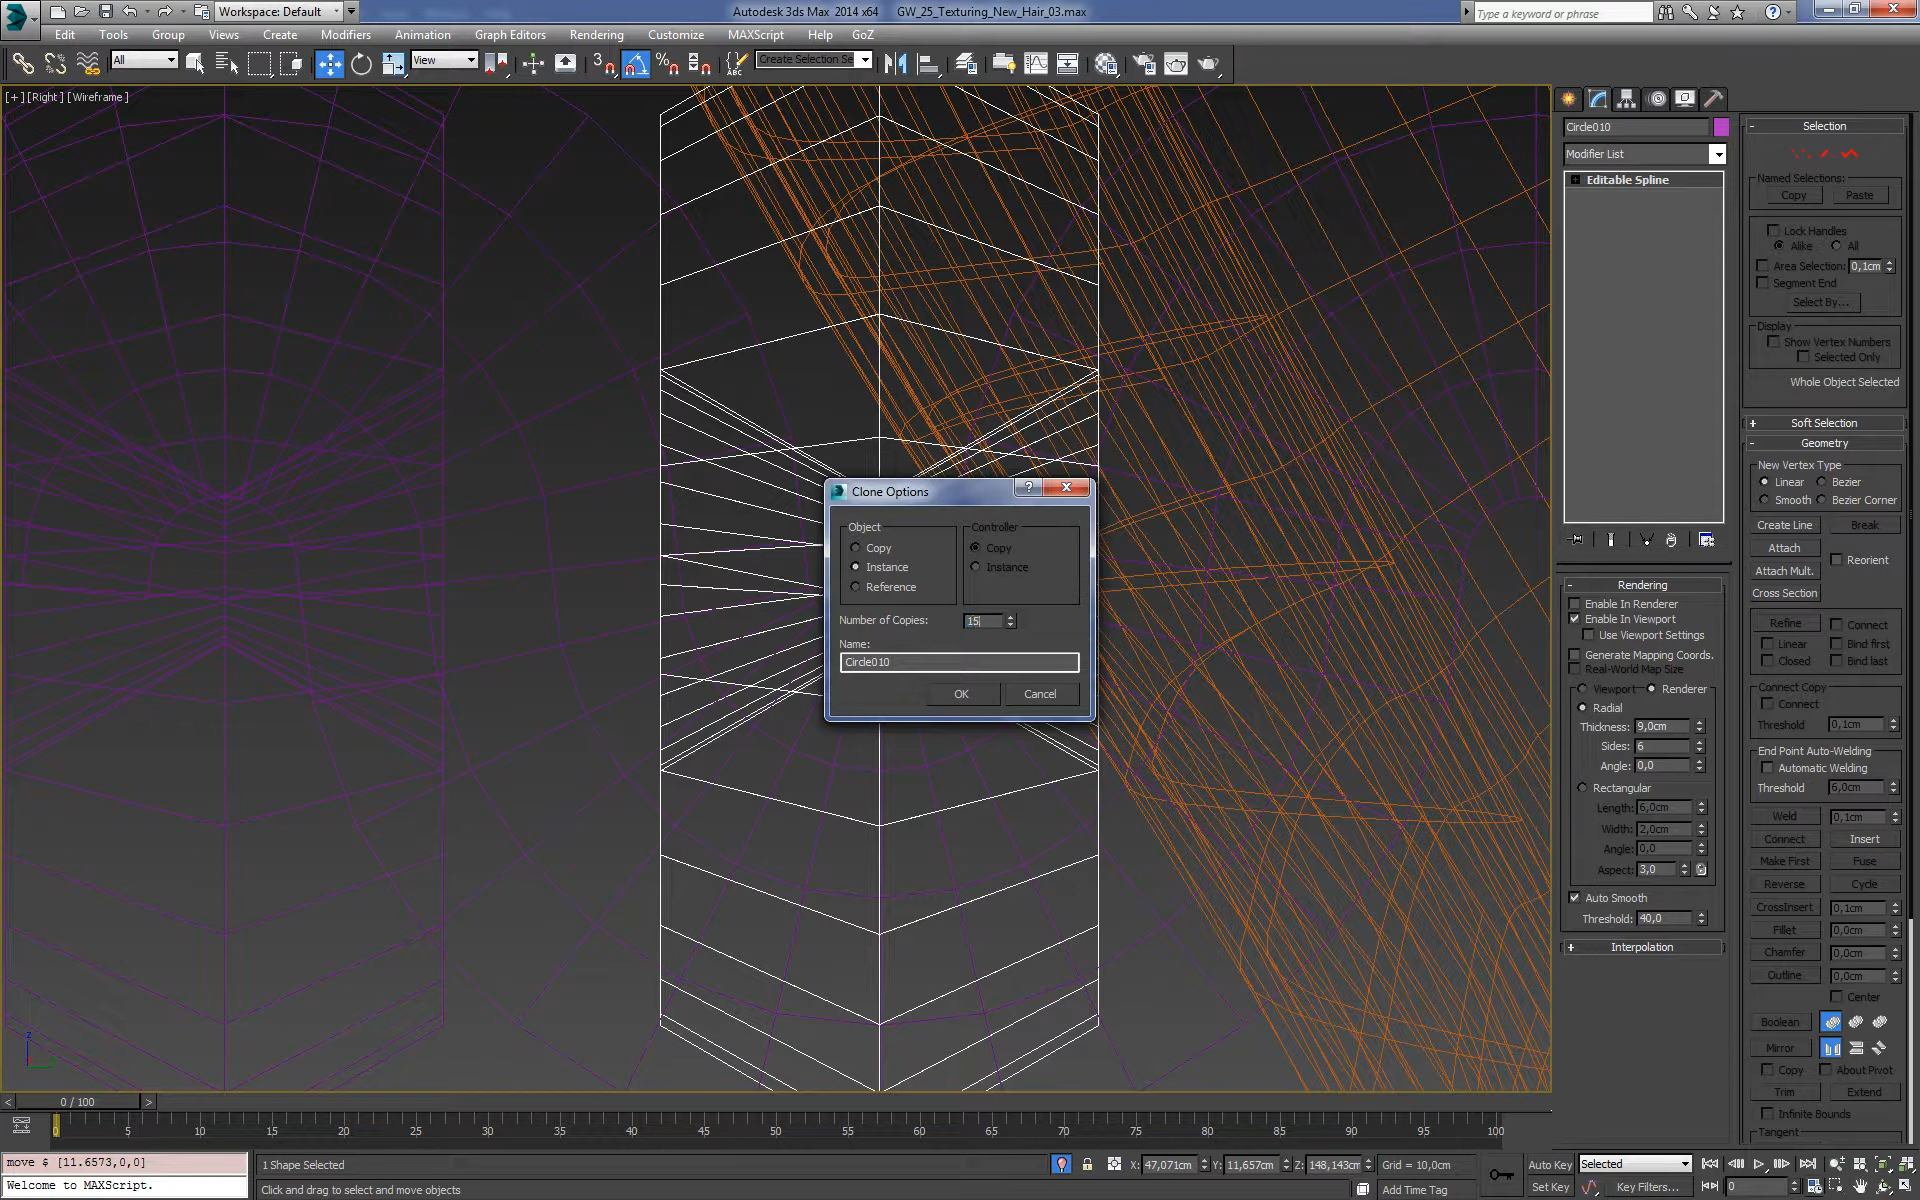 Workspace: Default
Autodesk 3ds Max 2014 x64 GW_25_Texturing_New_Hair_03.max
Type a keyword or phrase
Edit Tools Group Views Create Modifiers Animation Graph Editors Rendering Customize MAXScript Help GoZ
All View 3 Create Selection Se
[+] [Right] [Wireframe]
Circle010
Modifier List
Editable Spline
Rendering
Enable In Renderer
Enable In Viewport
Use Viewport Settings
Generate Mapping Coords.
Real-World Map Size
Viewport Renderer
Radial
Thickness: 9,0cm
Sides: 6
Angle: 0,0
Rectangular
Length: 6,0cm
Width: 2,0cm
Angle: 0,0
Aspect: 3,0
Auto Smooth
Threshold: 40,0
Interpolation
Selection
Named Selections:
Copy Paste
Lock Handles
Alike All
Area Selection: 0,1cm
Segment End
Select By...
Display
Show Vertex Numbers
Selected Only
Whole Object Selected
Soft Selection
Geometry
New Vertex Type
Linear Bezier
Smooth Bezier Corner
Create Line Break
Attach Reorient
Attach Mult.
Cross Section
Refine Connect
Linear Bind first
Closed Bind last
Connect Copy
Connect
Threshold 0,1cm
End Point Auto-Welding
Automatic Welding
Threshold 6,0cm
Weld 0,1cm
Connect Insert
Make First Fuse
Reverse Cycle
CrossInsert 0,1cm
Fillet 0,0cm
Chamfer 0,0cm
Outline 0,0cm
Center
Boolean
Mirror
Copy About Pivot
Trim Extend
Infinite Bounds
Tangent
Clone Options
Object Controller
Copy Copy
Instance Instance
Reference
Number of Copies: 15
Name:
Circle010
OK Cancel
z
0 / 100
0 5 10 15 20 25 30 35 40 45 50 55 60 65 70 75 80 85 90 95 100
move $ [11.6573,0,0]
Welcome to MAXScript.
1 Shape Selected
Click and drag to select and move objects
X: 47,071cm Y: 11,657cm Z: 148,143cm Grid = 10,0cm
Add Time Tag
Auto Key Selected
Set Key Key Filters... 0